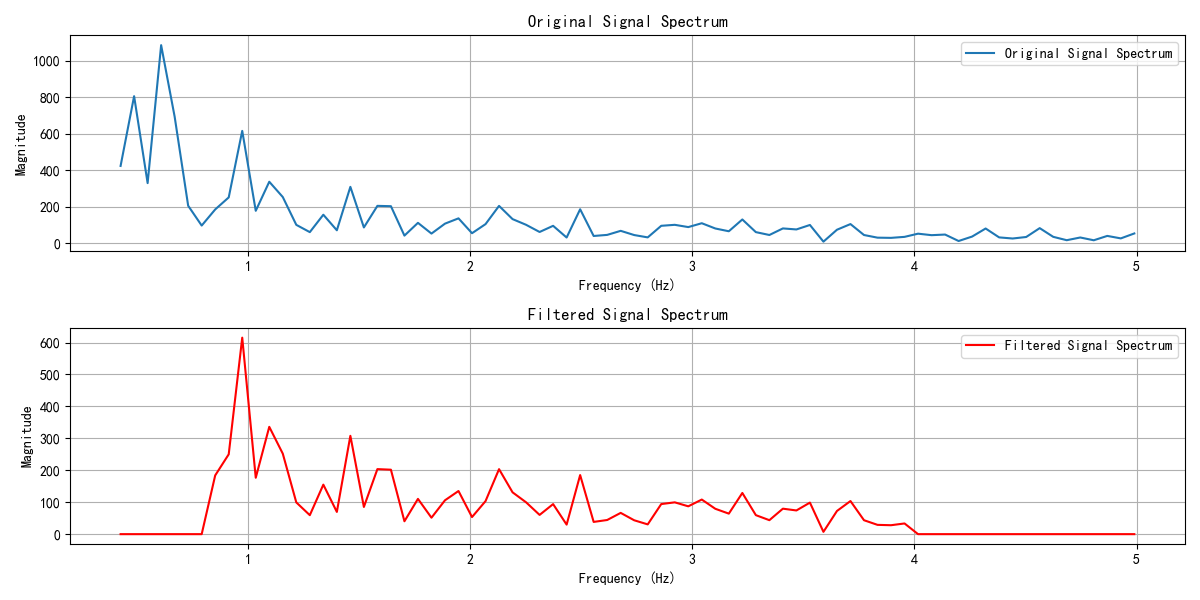 Original Signal Spectrum
Original Signal Spectrum
Magnitude
1000
800
600
400
200
0
1 2 3 4 5
Frequency (Hz)
Filtered Signal Spectrum
Filtered Signal Spectrum
Magnitude
600
500
400
300
200
100
0
1 2 3 4 5
Frequency (Hz)